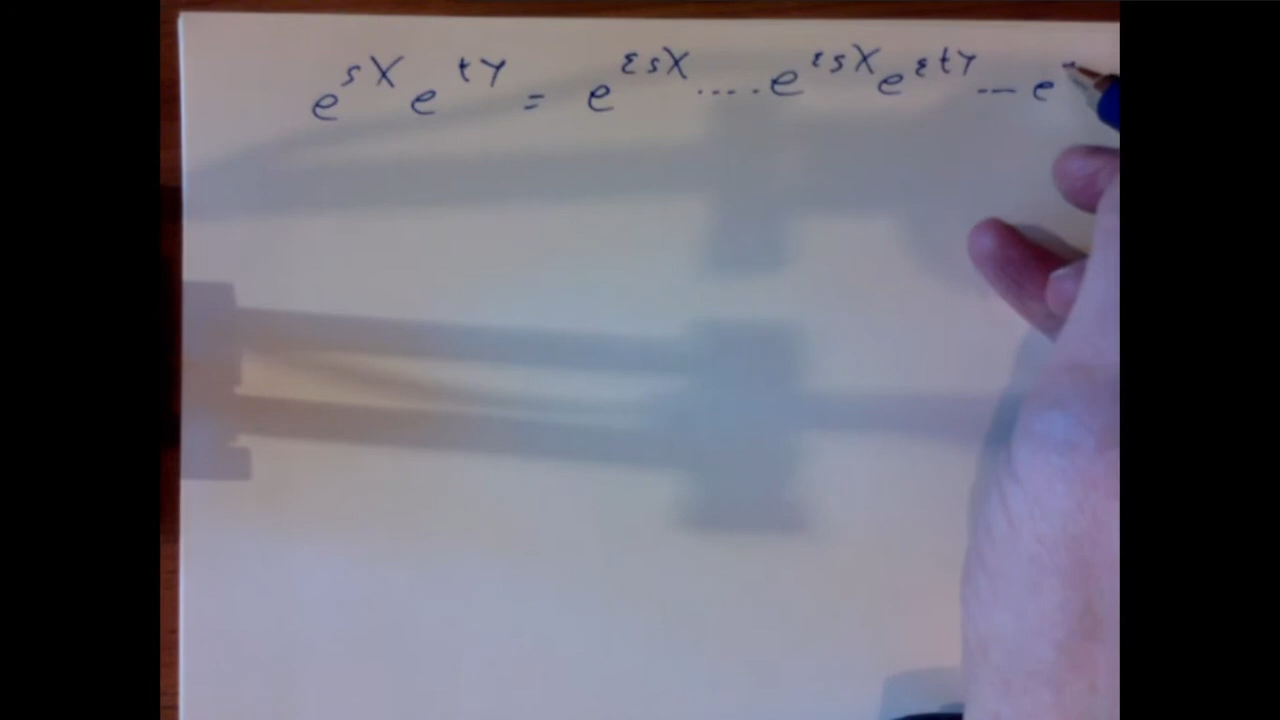 e^{sX} e^{tY} = e^{εsX} ..... e^{εsX} e^{εtY} --- e